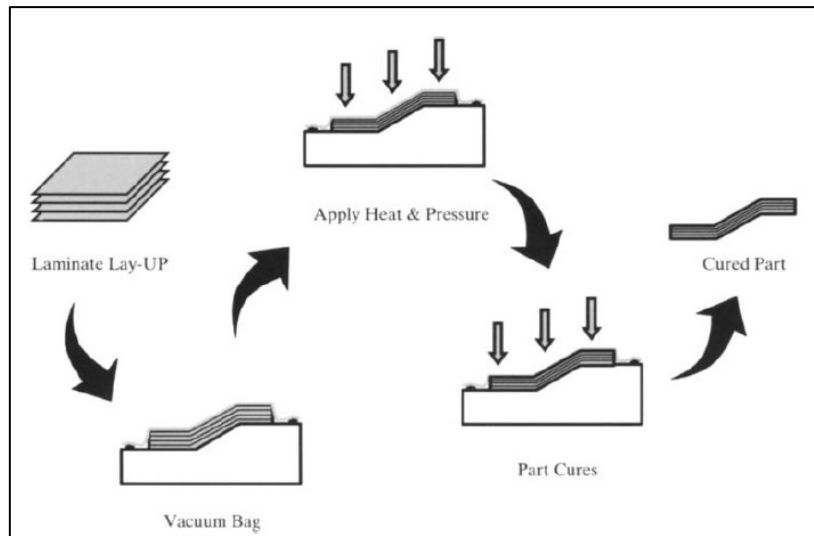 Laminate Lay-UP
Vacuum Bag
Apply Heat & Pressure
Part Cures
Cured Part